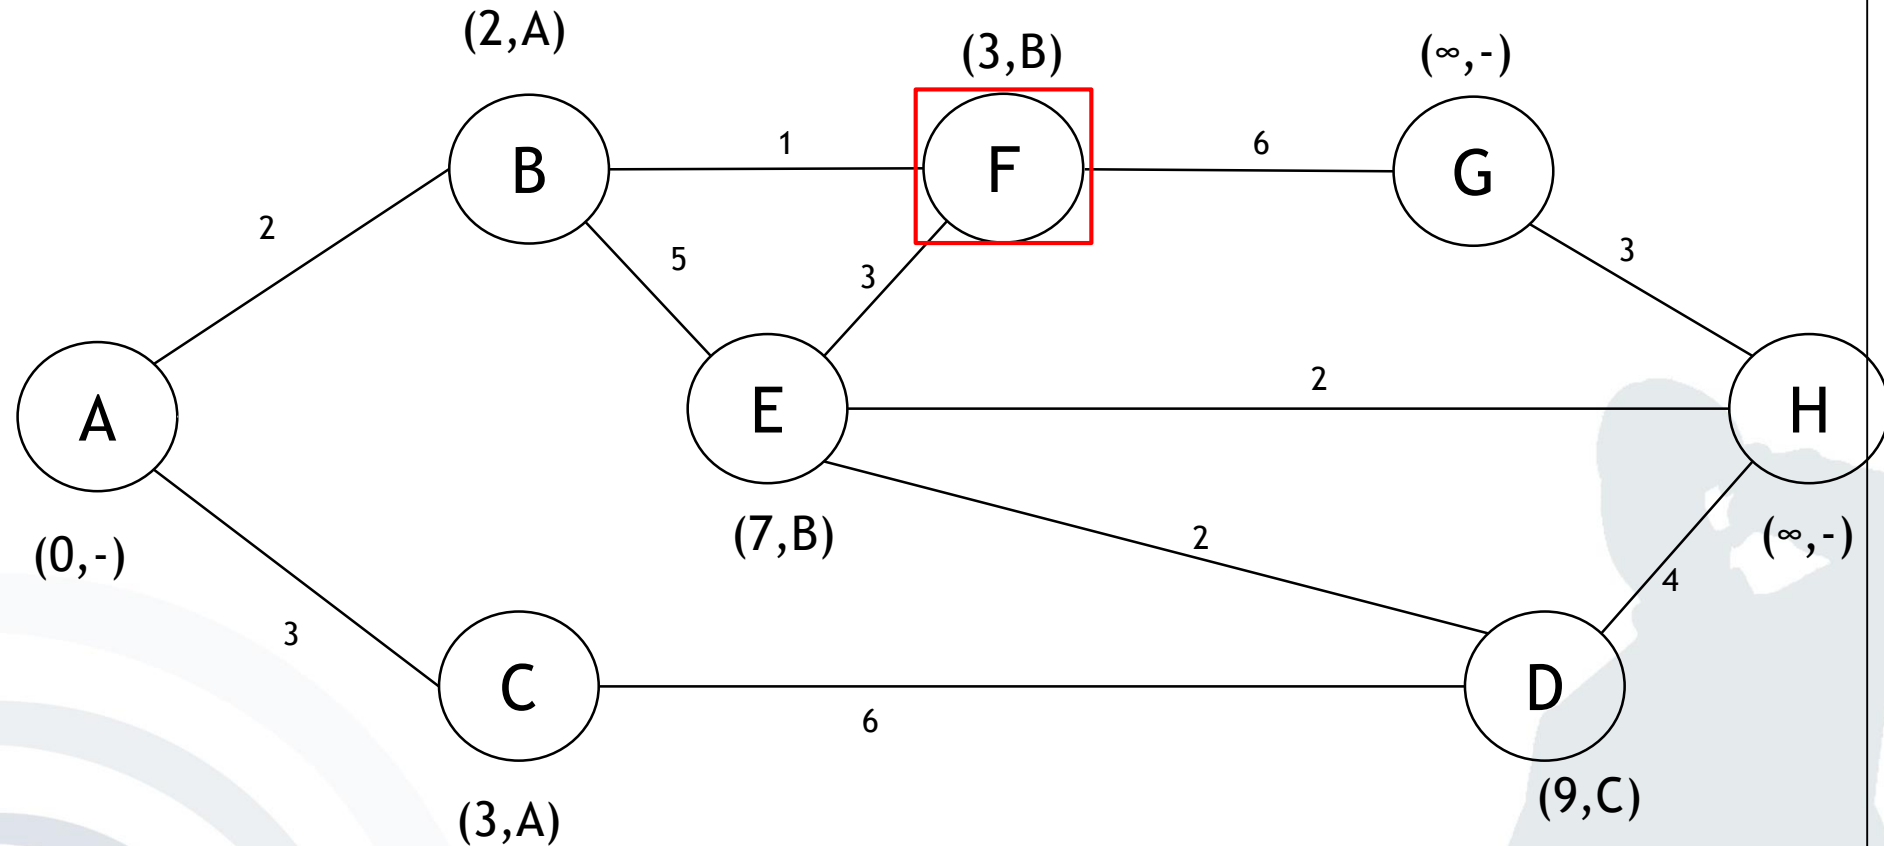 (2,A)
(3,B)
(∞,-)
B
1
F
6
G
2
5
3
3
A
E
2
H
(0,-)
(7,B)
2
(∞,-)
4
3
C
6
D
(3,A)
(9,C)